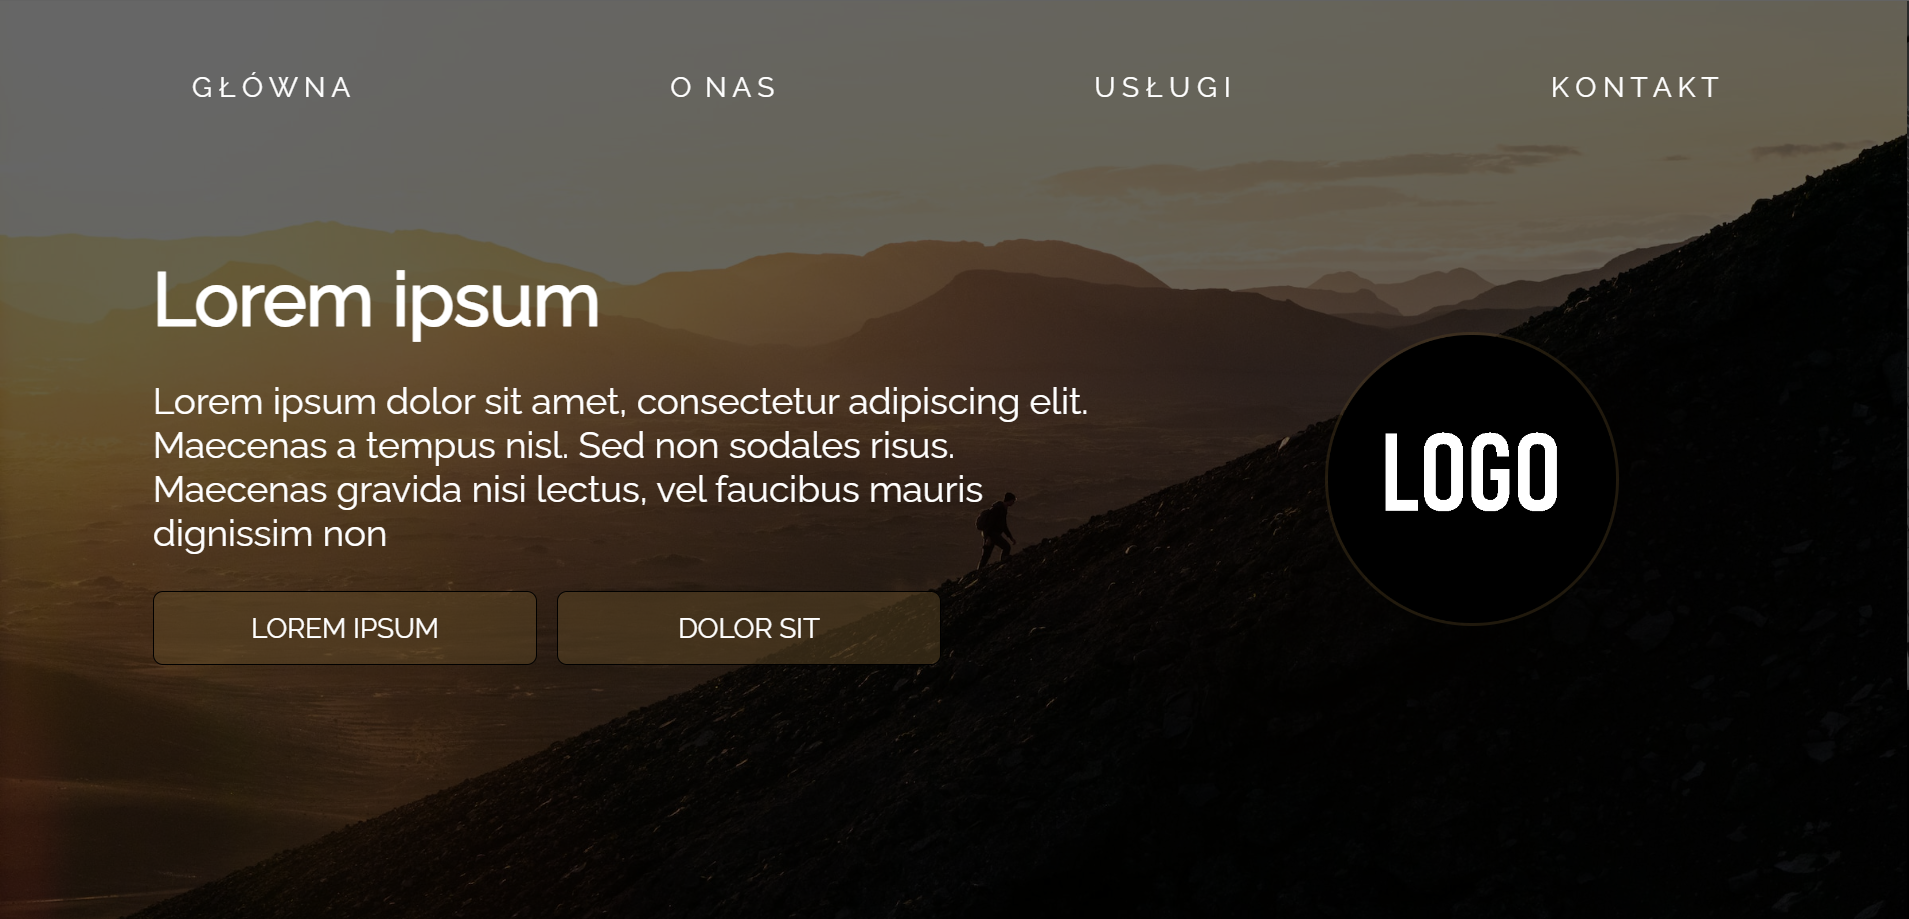 GŁÓWNA
O NAS
USŁUGI
KONTAKT
Lorem ipsum
Lorem ipsum dolor sit amet, consectetur adipiscing elit.
Maecenas a tempus nisl. Sed non sodales risus.
Maecenas gravida nisi lectus, vel faucibus mauris
dignissim non
LOGO
LOREM IPSUM
DOLOR SIT